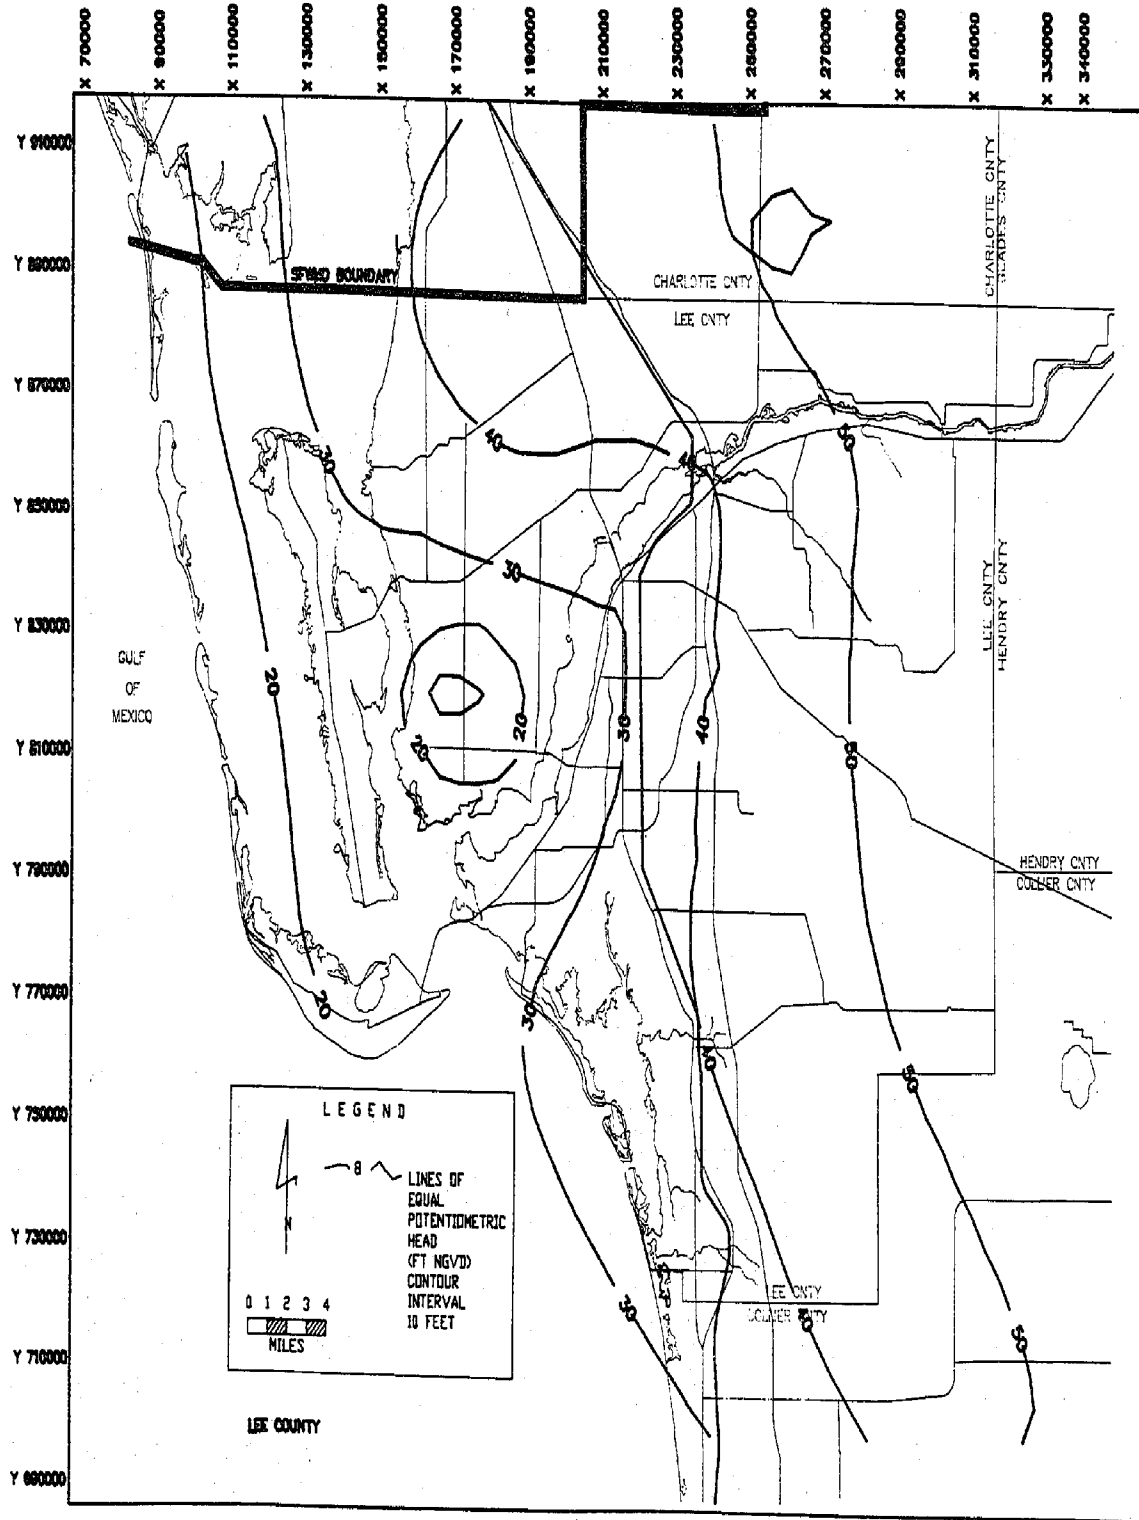 X 70000
X 90000
X 110000
X 130000
X 150000
X 170000
X 190000
X 210000
X 230000
X 250000
X 270000
X 290000
X 310000
X 330000
X 340000
Y 910000
Y 890000
Y 870000
Y 850000
Y 830000
Y 810000
Y 790000
Y 770000
Y 750000
Y 730000
Y 710000
Y 690000
SFWMD BOUNDARY
CHARLOTTE CNTY
LEE CNTY
CHARLOTTE CNTY
GLADES CNTY
LEE CNTY
HENDRY CNTY
HENDRY CNTY
COLLIER CNTY
LEE CNTY
COLLIER CNTY
GULF
OF
MEXICO
40
40
50
30
30
20
20
20
30
40
50
20
30
40
50
30
40
50
LEGEND
N
8
LINES OF
EQUAL
POTENTIOMETRIC
HEAD
(FT NGVD)
CONTOUR
INTERVAL
10 FEET
0 1 2 3 4
MILES
LEE COUNTY